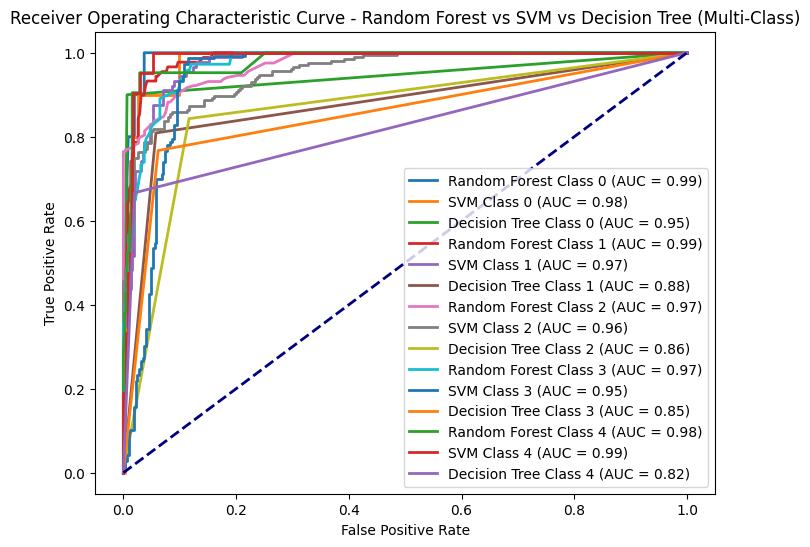 Receiver Operating Characteristic Curve - Random Forest vs SVM vs Decision Tree (Multi-Class)
1.0
0.8
0.6
0.4
0.2
0.0
True Positive Rate
Random Forest Class 0 (AUC = 0.99)
SVM Class 0 (AUC = 0.98)
Decision Tree Class 0 (AUC = 0.95)
Random Forest Class 1 (AUC = 0.99)
SVM Class 1 (AUC = 0.97)
Decision Tree Class 1 (AUC = 0.88)
Random Forest Class 2 (AUC = 0.97)
SVM Class 2 (AUC = 0.96)
Decision Tree Class 2 (AUC = 0.86)
Random Forest Class 3 (AUC = 0.97)
SVM Class 3 (AUC = 0.95)
Decision Tree Class 3 (AUC = 0.85)
Random Forest Class 4 (AUC = 0.98)
SVM Class 4 (AUC = 0.99)
Decision Tree Class 4 (AUC = 0.82)
0.0 0.2 0.4 0.6 0.8 1.0
False Positive Rate